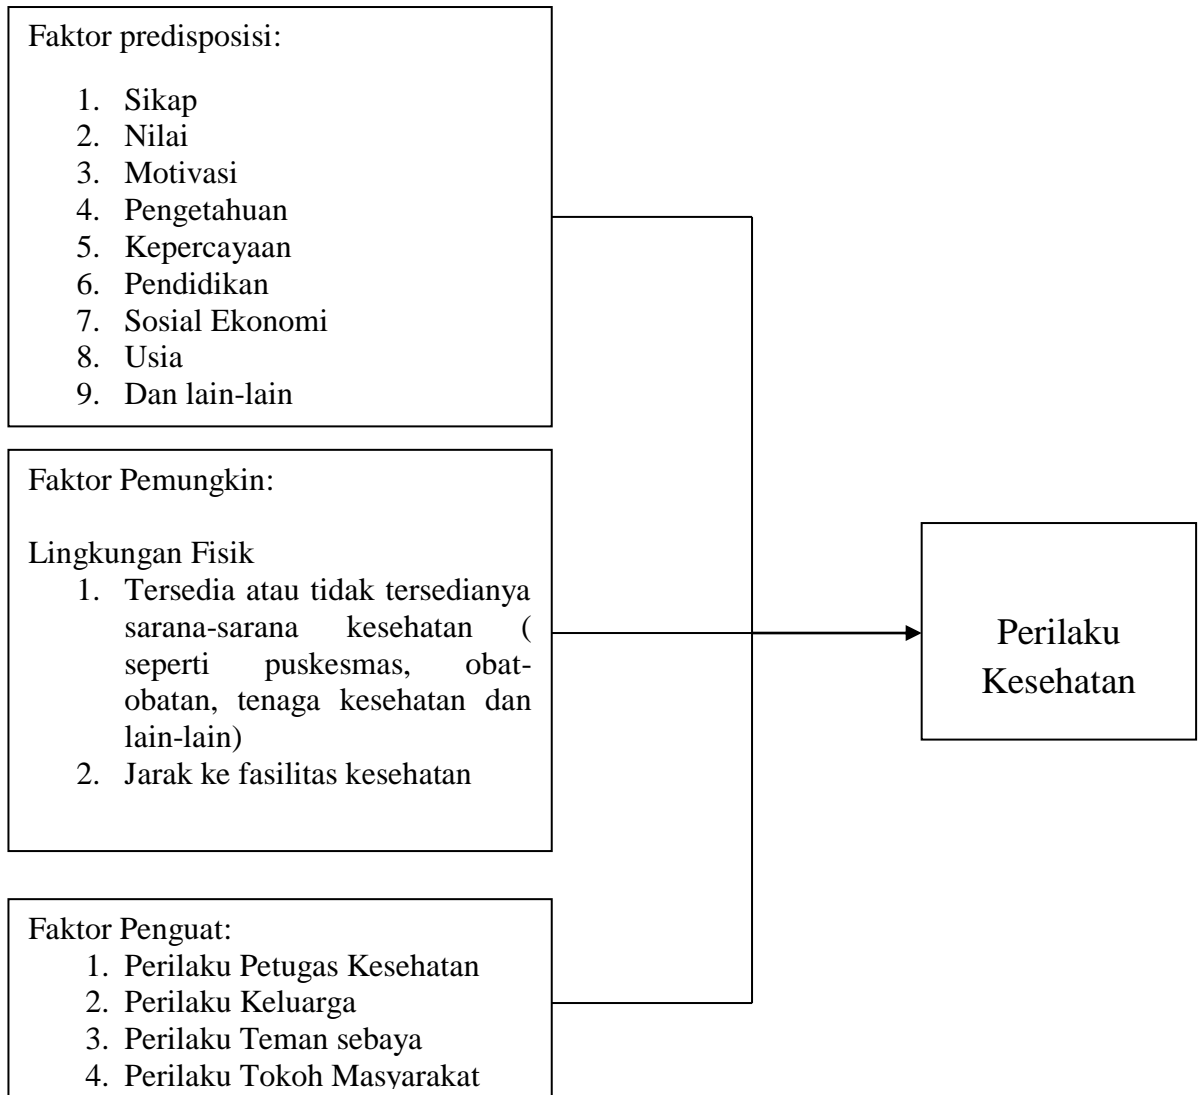 Faktor predisposisi:
1. Sikap
2. Nilai
3. Motivasi
4. Pengetahuan
5. Kepercayaan
6. Pendidikan
7. Sosial Ekonomi
8. Usia
9. Dan lain-lain
Faktor Pemungkin:
Lingkungan Fisik
1. Tersedia atau tidak tersedianya
sarana-sarana kesehatan (
seperti puskesmas, obat-
obatan, tenaga kesehatan dan
lain-lain)
2. Jarak ke fasilitas kesehatan
Faktor Penguat:
1. Perilaku Petugas Kesehatan
2. Perilaku Keluarga
3. Perilaku Teman sebaya
4. Perilaku Tokoh Masyarakat
Perilaku
Kesehatan